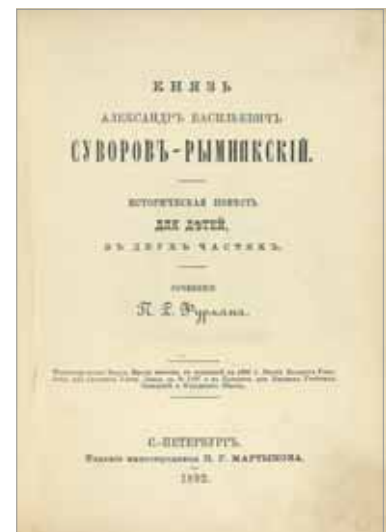 КНЯЗЬ
АЛЕКСАНДРЪ ВАСИЛЬЕВИЧЪ
СУВОРОВЪ-РЫМНИКСКІЙ.
ИСТОРИЧЕСКАЯ ПОВѢСТЬ
ДЛЯ ДѢТЕЙ,
ВЪ ДВУХЪ ЧАСТЯХЪ.
СОЧИНЕНІЕ
П. Р. Фурмана.
С.-ПЕТЕРБУРГЪ.
Изданіе книгопродавца Н. Г. МАРТЫНОВА.
1892.